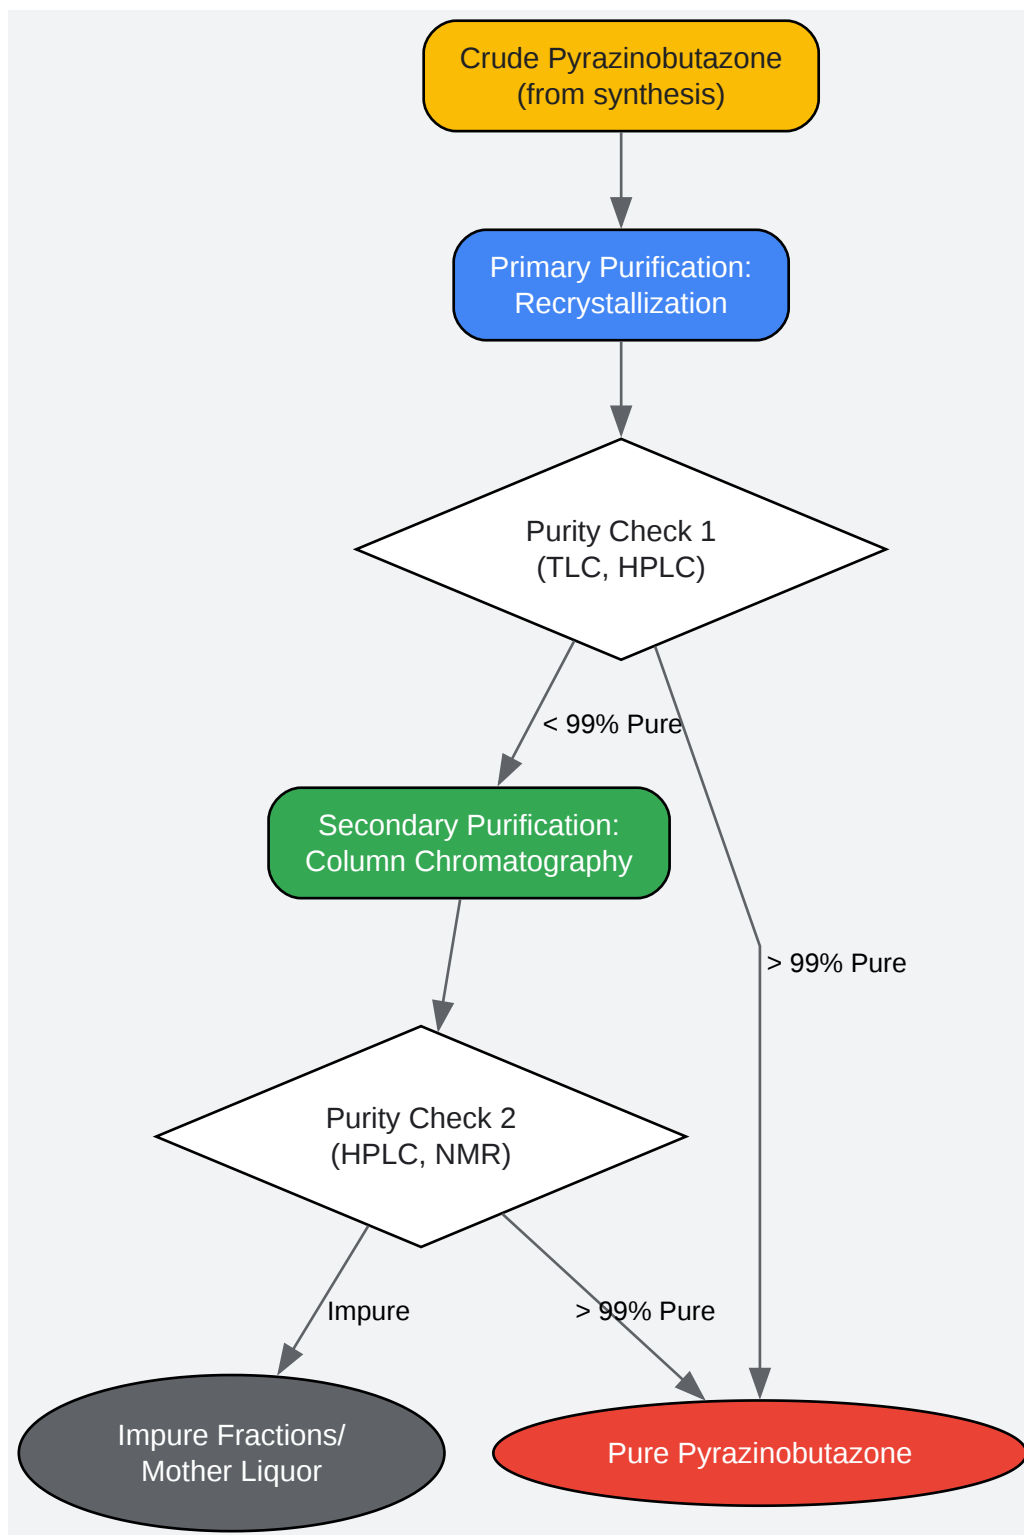 Crude Pyrazinobutazone
(from synthesis)
Primary Purification:
Recrystallization
Purity Check 1
(TLC, HPLC)
< 99% Pure
Secondary Purification:
Column Chromatography
> 99% Pure
Purity Check 2
(HPLC, NMR)
Impure
> 99% Pure
Impure Fractions/
Mother Liquor
Pure Pyrazinobutazone